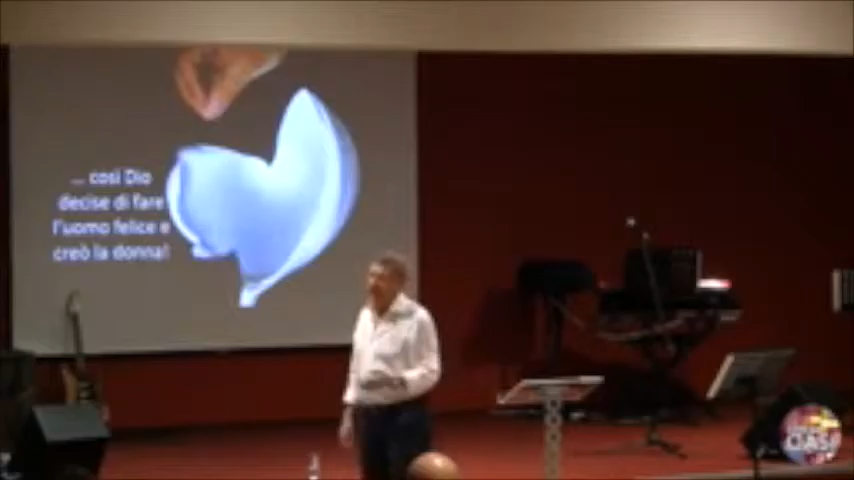 ... così Dio
decise di fare
l'uomo felice e
creò la donna!
OASI